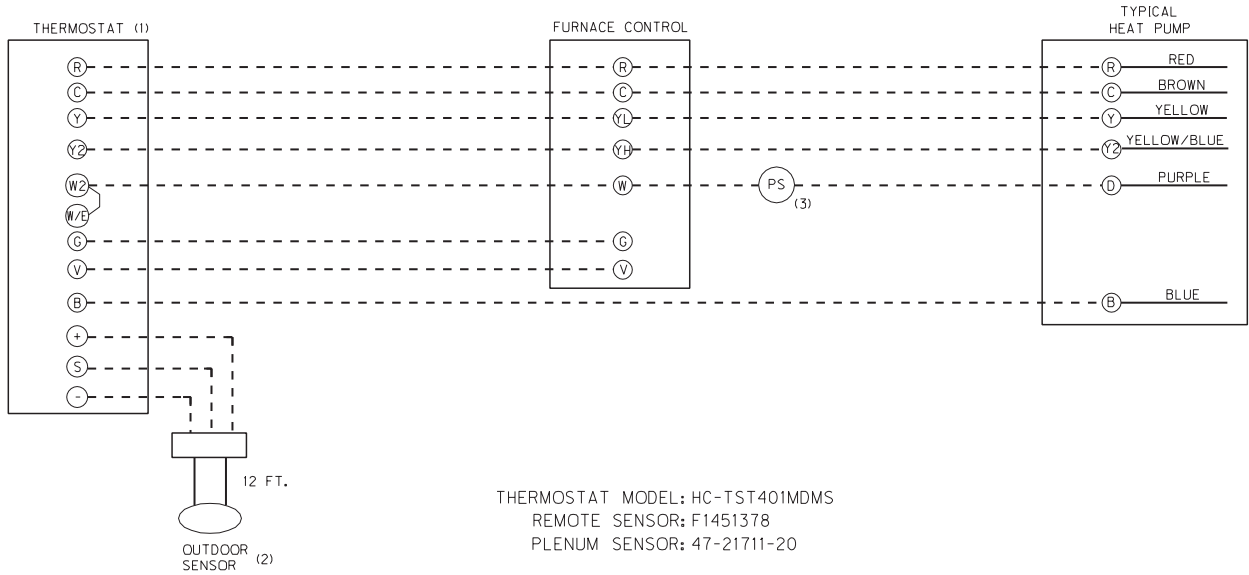 TYPICAL
HEAT PUMP
THERMOSTAT (1)
FURNACE CONTROL
R R R RED
C C C BROWN
Y YL Y YELLOW
Y2 YH Y2 YELLOW/BLUE
W2 W PS (3) D PURPLE
W/E
G G
V V
B B BLUE
+
S
-
12 FT.
OUTDOOR
SENSOR (2)
THERMOSTAT MODEL: HC-TST401MDMS
REMOTE SENSOR: F1451378
PLENUM SENSOR: 47-21711-20